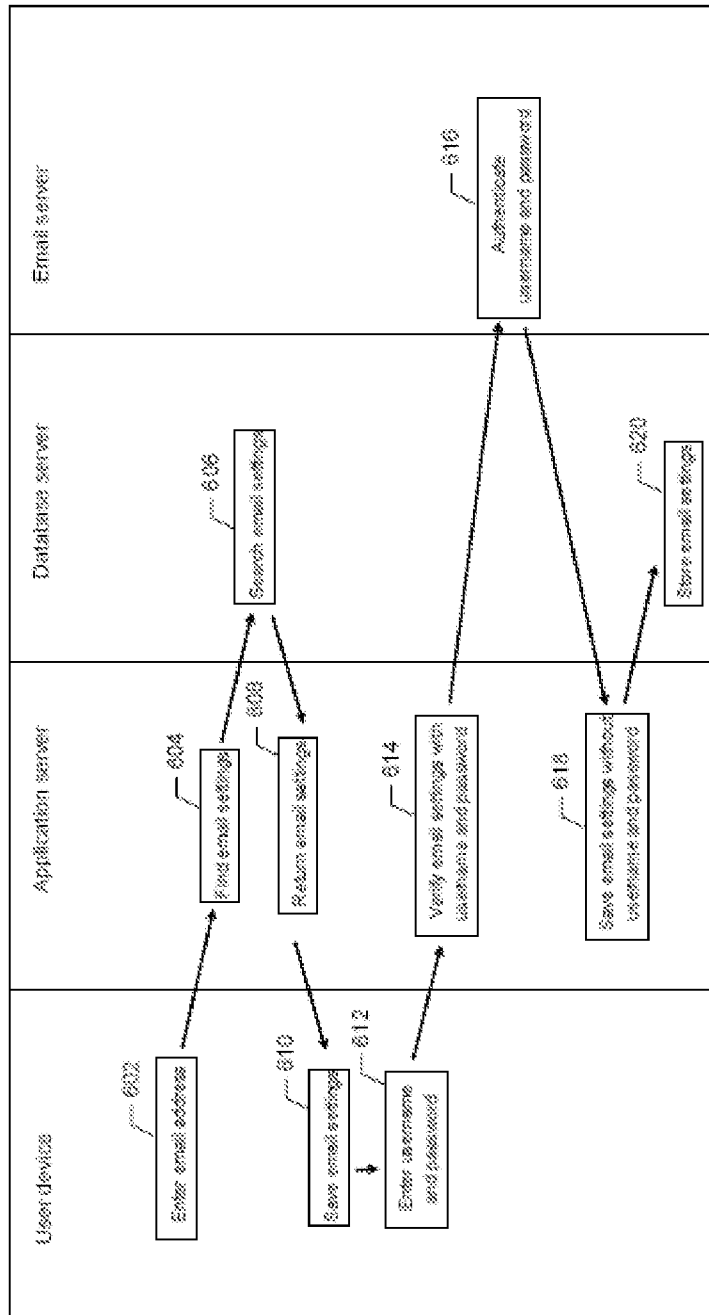 User device
Application server
Database server
Email server
602
Enter email address
604
Find email settings
606
Search email settings
608
Return email settings
610
Save email settings
612
Enter username
and password
614
Verify email settings with
username and password
616
Authenticate
username and password
618
Save email settings without
username and password
620
Store email settings